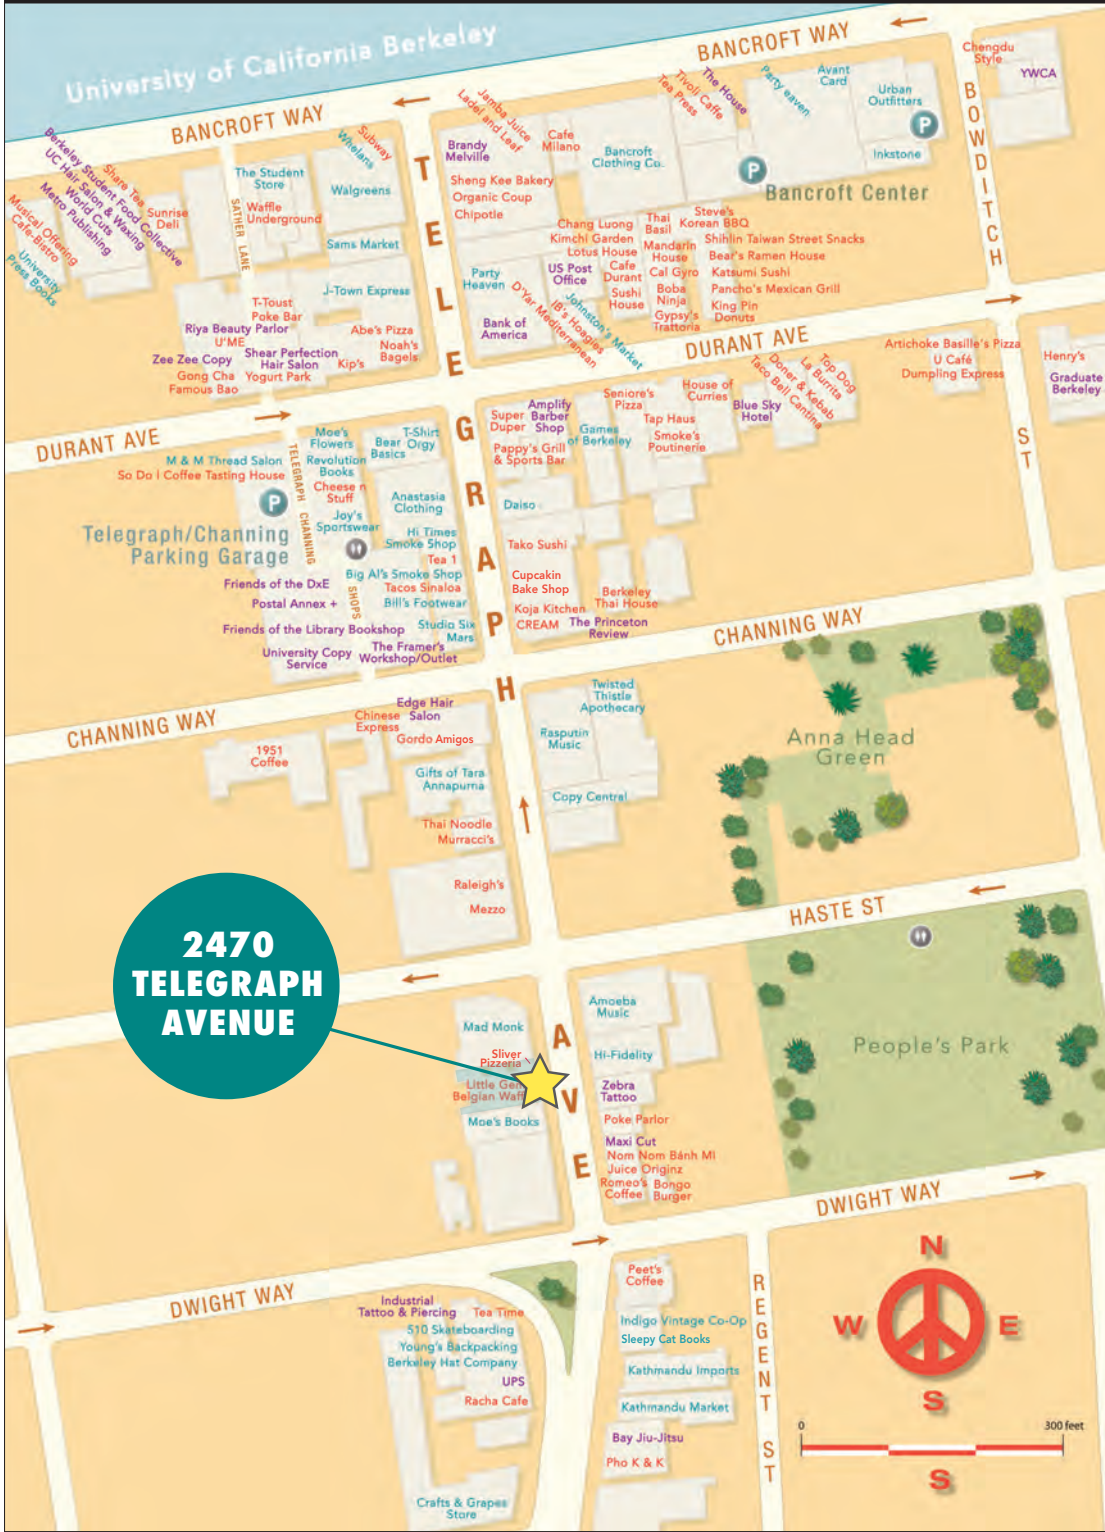 University of California Berkeley
BANCROFT WAY
BANCROFT WAY
Chengdu
Style
YWCA
BOWDITCH
ST
Subway
Whelans
Jamba Juice
Ladel and Leaf
Tivoli Caffe
Tea Press
The House
Party eaven
Avant
Card
Urban
Outfitters
P
Inkstone
Cafe
Milano
Bancroft
Clothing Co.
P
Bancroft Center
Berkeley Student Food Collective
UC Hair Salon & Waxing
World Cuts
Metro Publishing
Share Tea
Musical Offering
Cafe-Bistro
University
Press Books
Sunrise
Deli
SATHER LANE
The Student
Store
Waffle
Underground
Walgreens
Sams Market
J-Town Express
TELEGRAPH
AVE
Brandy
Melville
Sheng Kee Bakery
Organic Coup
Chipotle
Party
Heaven
Bank of
America
Chang Luong
Kimchi Garden
Lotus House
US Post
Office
Cafe
Durant
Sushi
House
D'Yar Mediterranean
IB's Hoagies
Johnston's Market
Thai
Basil
Mandarin
House
Cal Gyro
Boba
Ninja
Gypsy's
Trattoria
Steve's
Korean BBQ
Shihlin Taiwan Street Snacks
Bear's Ramen House
Katsumi Sushi
Pancho's Mexican Grill
King Pin
Donuts
T-Toust
Poke Bar
Riya Beauty Parlor
U'ME
Zee Zee Copy
Shear Perfection
Hair Salon
Gong Cha
Yogurt Park
Famous Bao
Kip's
Abe's Pizza
Noah's
Bagels
DURANT AVE
DURANT AVE
Artichoke Basille's Pizza
U Café
Dumpling Express
Henry's
Graduate
Berkeley
Super
Duper
Amplify
Barber
Shop
Pappy's Grill
& Sports Bar
Seniore's
Pizza
Games
of Berkeley
House of
Curries
Tap Haus
Smoke's
Poutinerie
Blue Sky
Hotel
Taco Bell Cantina
Doner & Kebab
La Burrita
Top Dog
Daiso
Tako Sushi
Cupcakin
Bake Shop
Koja Kitchen
CREAM
The Princeton
Review
Berkeley
Thai House
M & M Thread Salon
So Do I Coffee Tasting House
P
Telegraph/Channing
Parking Garage
TELEGRAPH CHANNING
SHOPS
Moe's
Flowers
Revolution
Books
Cheese n
Stuff
Joy's
Sportswear
T-Shirt
Orgy
Bear
Basics
Anastasia
Clothing
Hi Times
Smoke Shop
Tea 1
Big Al's Smoke Shop
Tacos Sinaloa
Bill's Footwear
Studio Six
Mars
Friends of the DxE
Postal Annex +
Friends of the Library Bookshop
University Copy
Service
The Framer's
Workshop/Outlet
CHANNING WAY
CHANNING WAY
Edge Hair
Salon
Chinese
Express
Gordo Amigos
1951
Coffee
Gifts of Tara
Annapurna
Thai Noodle
Murracci's
Raleigh's
Mezzo
Twisted
Thistle
Apothecary
Rasputin
Music
Copy Central
Anna Head
Green
HASTE ST
2470
TELEGRAPH
AVENUE
Mad Monk
Sliver
Pizzeria
Little Gem
Belgian Waff
Moe's Books
Amoeba
Music
Hi-Fidelity
Zebra
Tattoo
Poke Parlor
Maxi Cut
Nom Nom Bánh MI
Juice Originz
Romeo's
Coffee
Bongo
Burger
People's Park
DWIGHT WAY
DWIGHT WAY
Industrial
Tattoo & Piercing
Tea Time
510 Skateboarding
Young's Backpacking
Berkeley Hat Company
UPS
Racha Cafe
Crafts & Grapes
Store
Peet's
Coffee
Indigo Vintage Co-Op
Sleepy Cat Books
Kathmandu Imports
Kathmandu Market
Bay Jiu-Jitsu
Pho K & K
REGENT ST
N
W
E
S
0
300 feet
S